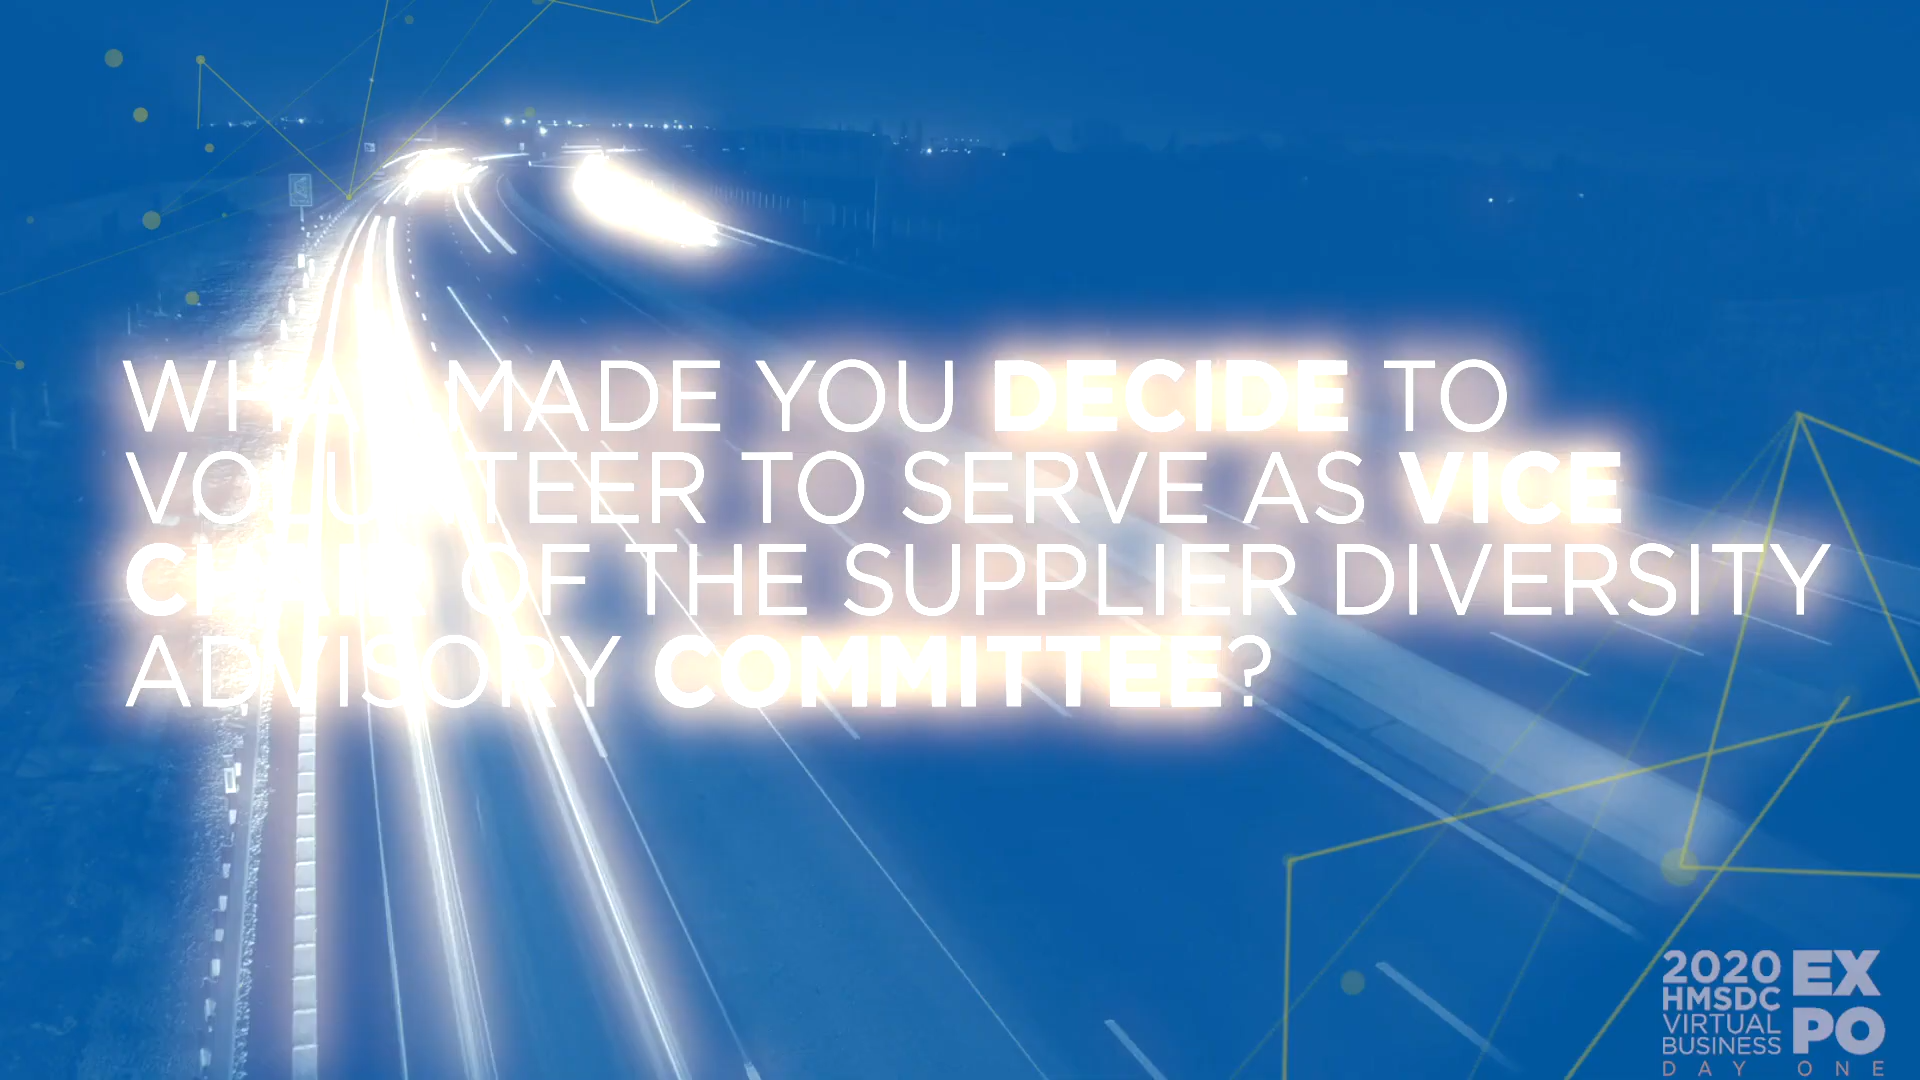 WHAT MADE YOU DECIDE TO
VOLUNTEER TO SERVE AS VICE
CHAIR OF THE SUPPLIER DIVERSITY
ADVISORY COMMITTEE?
2020 EX
HMSDC
VIRTUAL PO
BUSINESS
DAY ONE